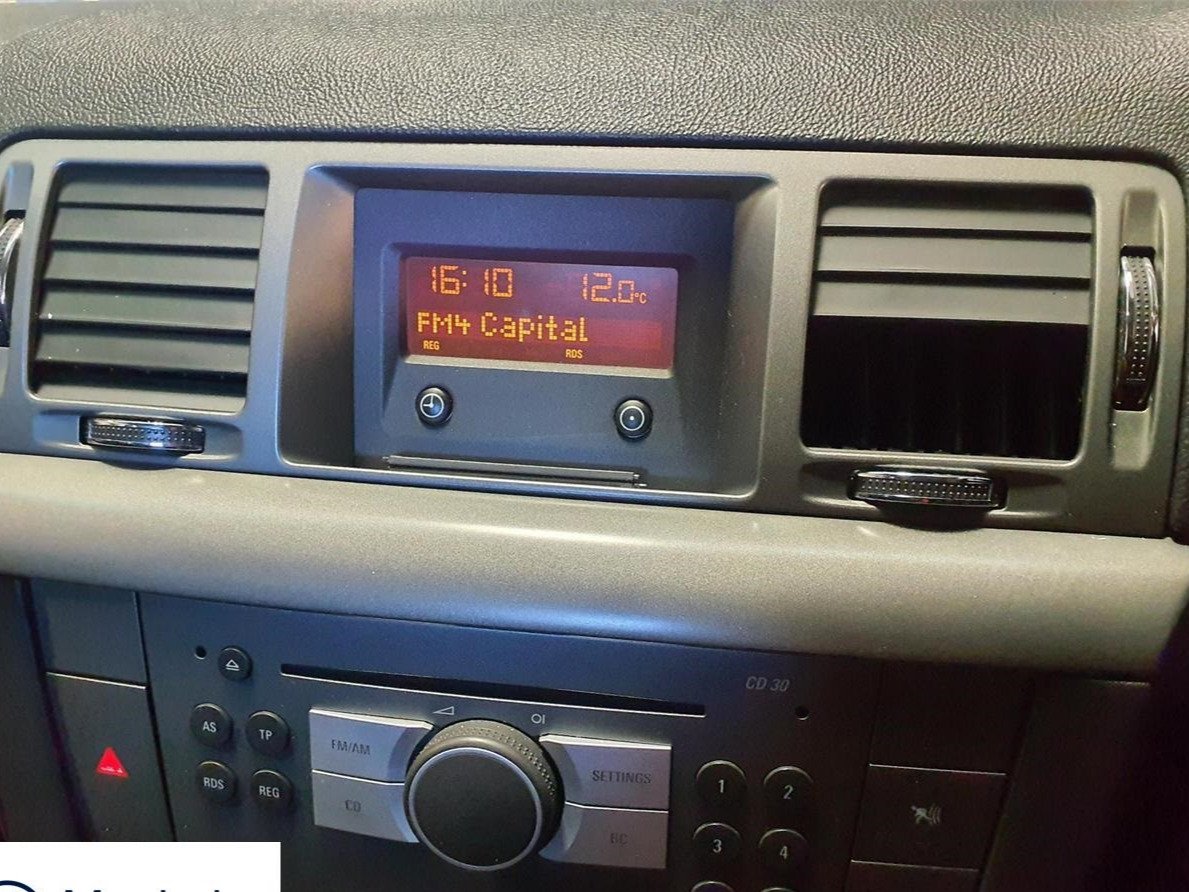 16:10 12.0°C
FM4 Capital
REG RDS
CD 30
AS TP
RDS REG
FM/AM
CD
SETTINGS
BC
1 2
3 4